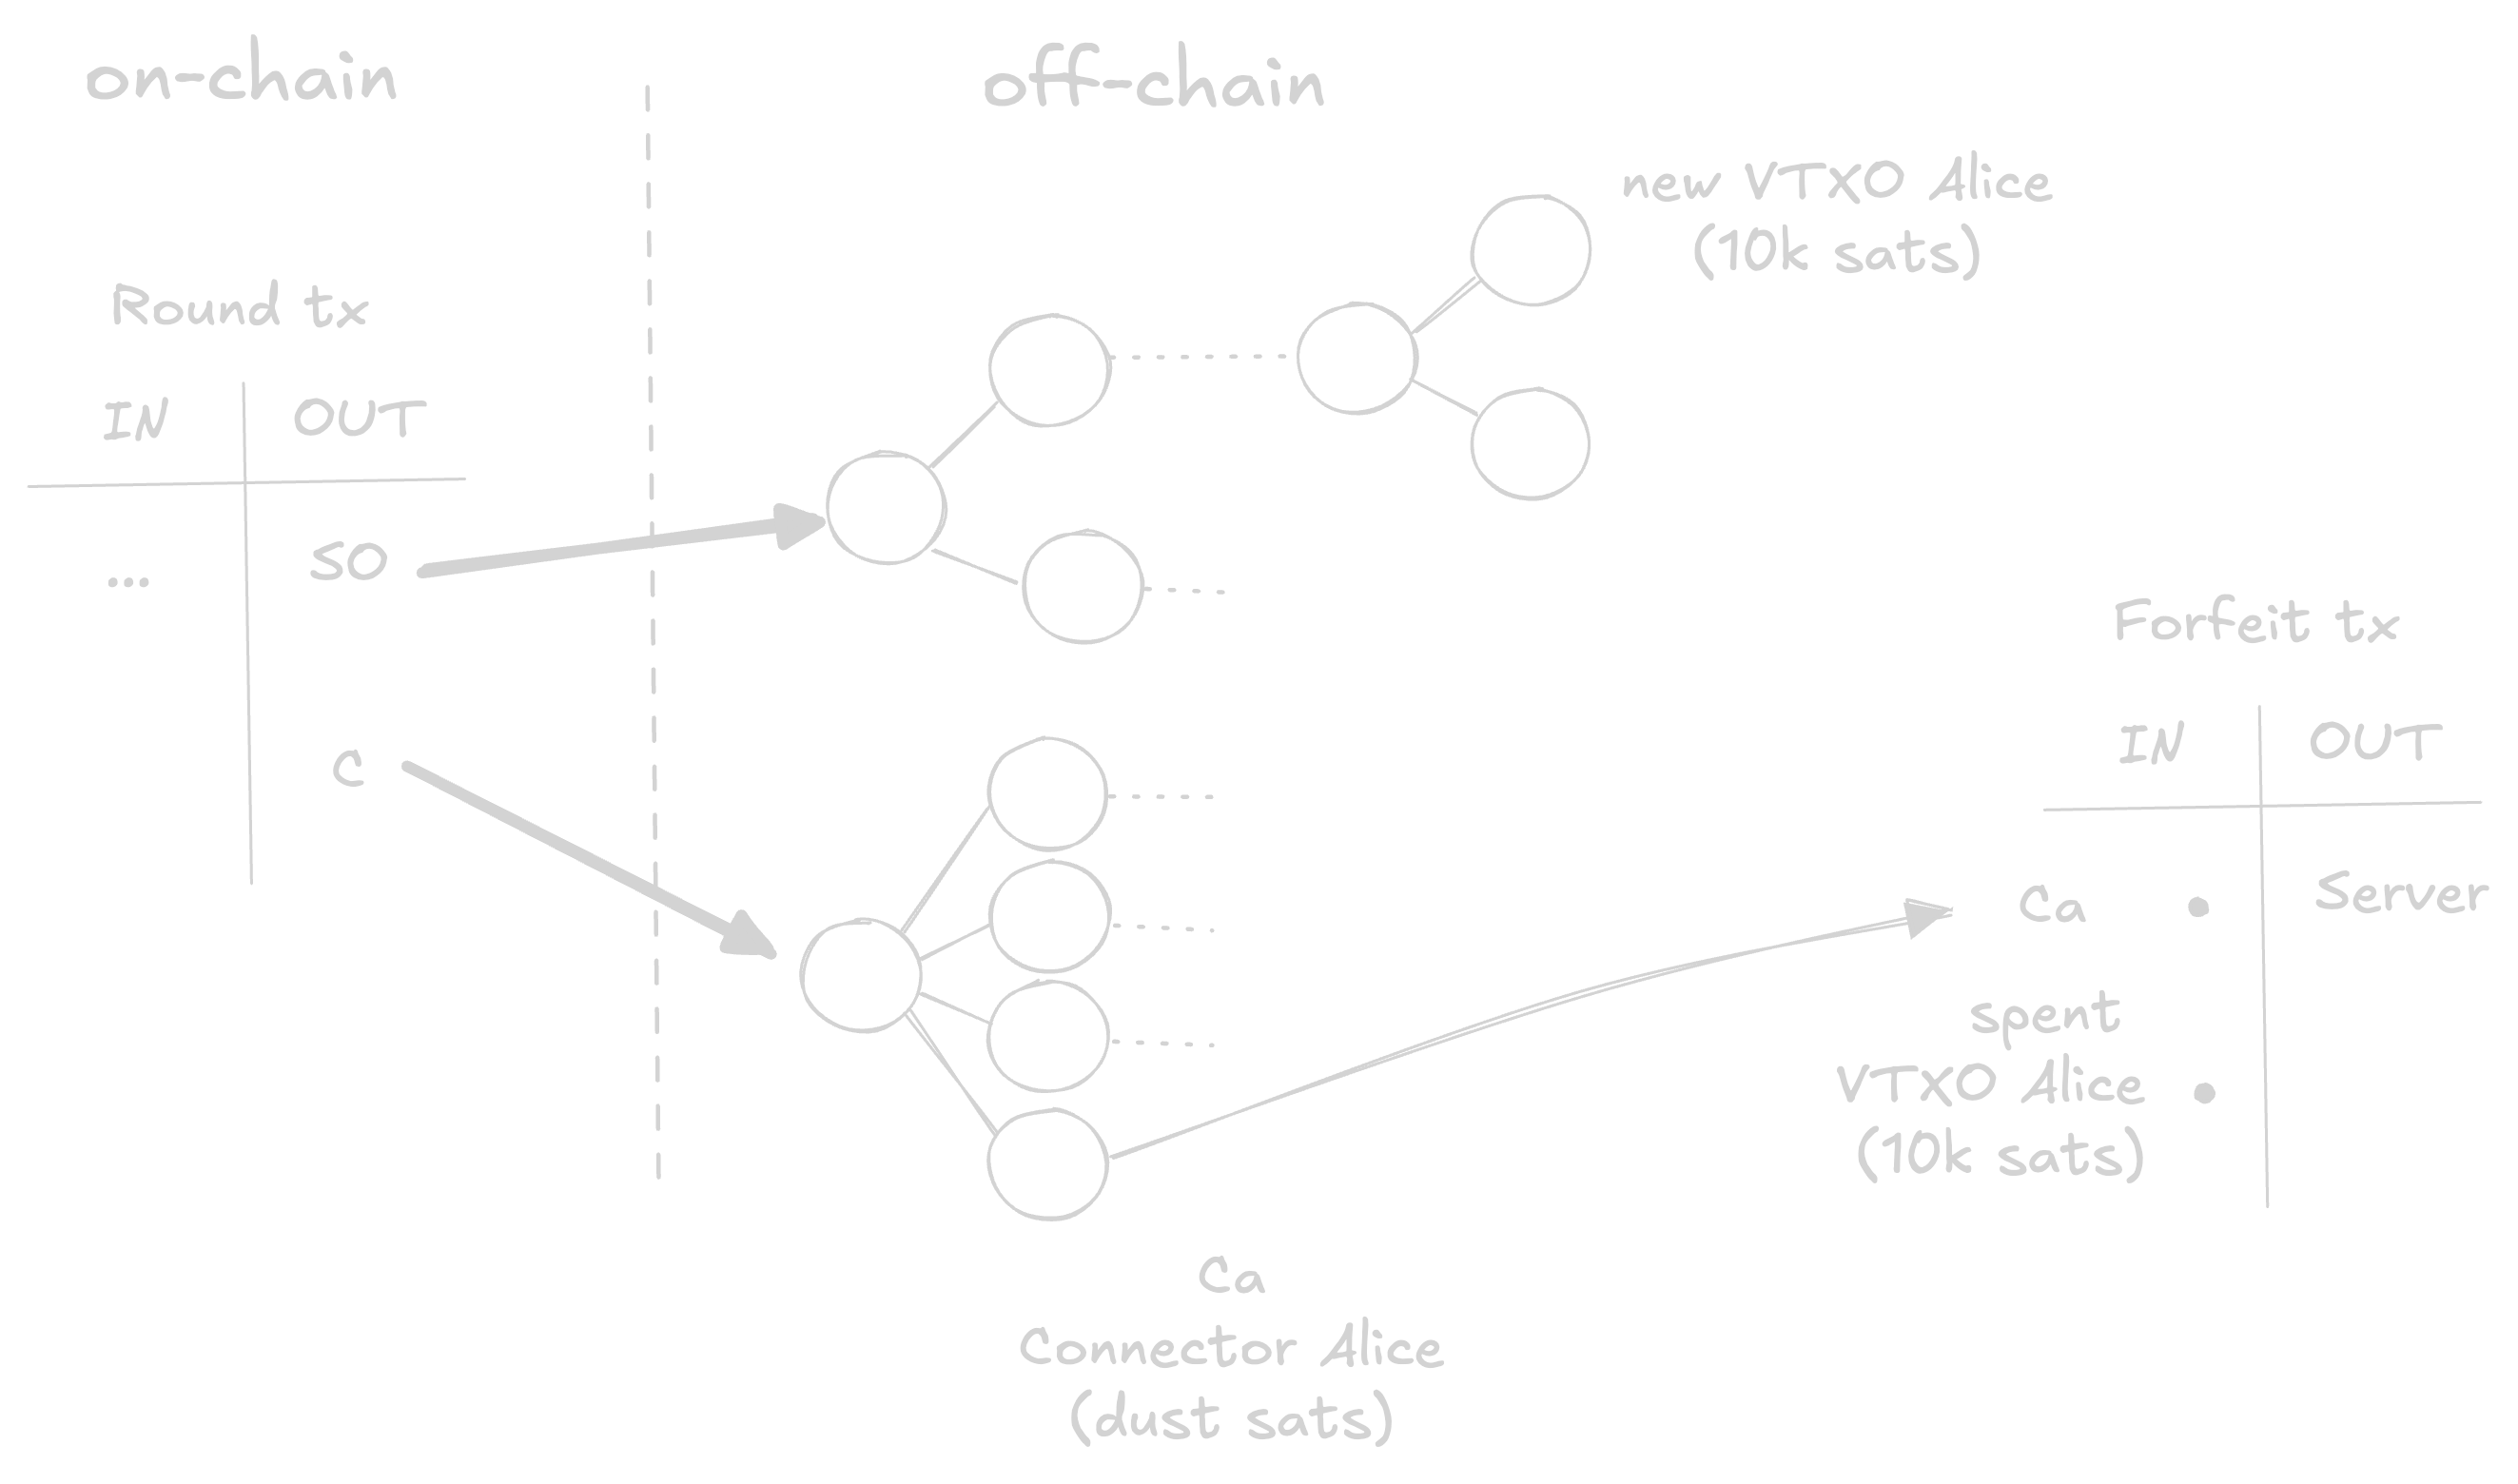 on-chain
off-chain
new VTXO Alice
(10k sats)
Round tx
IN OUT
SO
...
C
Forfeit tx
IN OUT
Ca Server
spent
VTXO Alice
(10k sats)
Ca
Connector Alice
(dust sats)